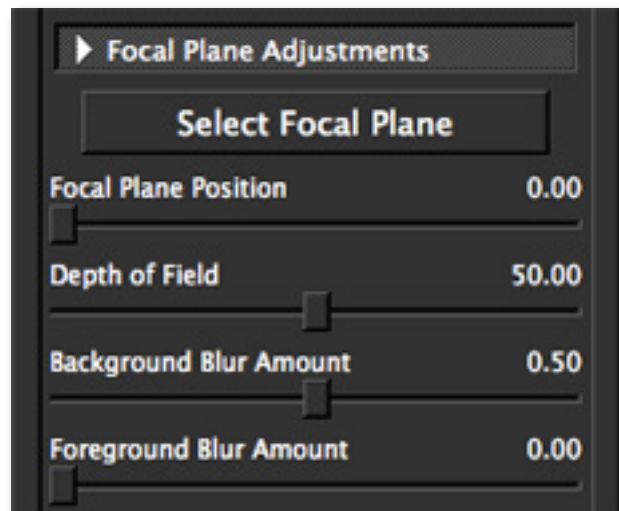 Focal Plane Adjustments
Select Focal Plane
Focal Plane Position 0.00
Depth of Field 50.00
Background Blur Amount 0.50
Foreground Blur Amount 0.00